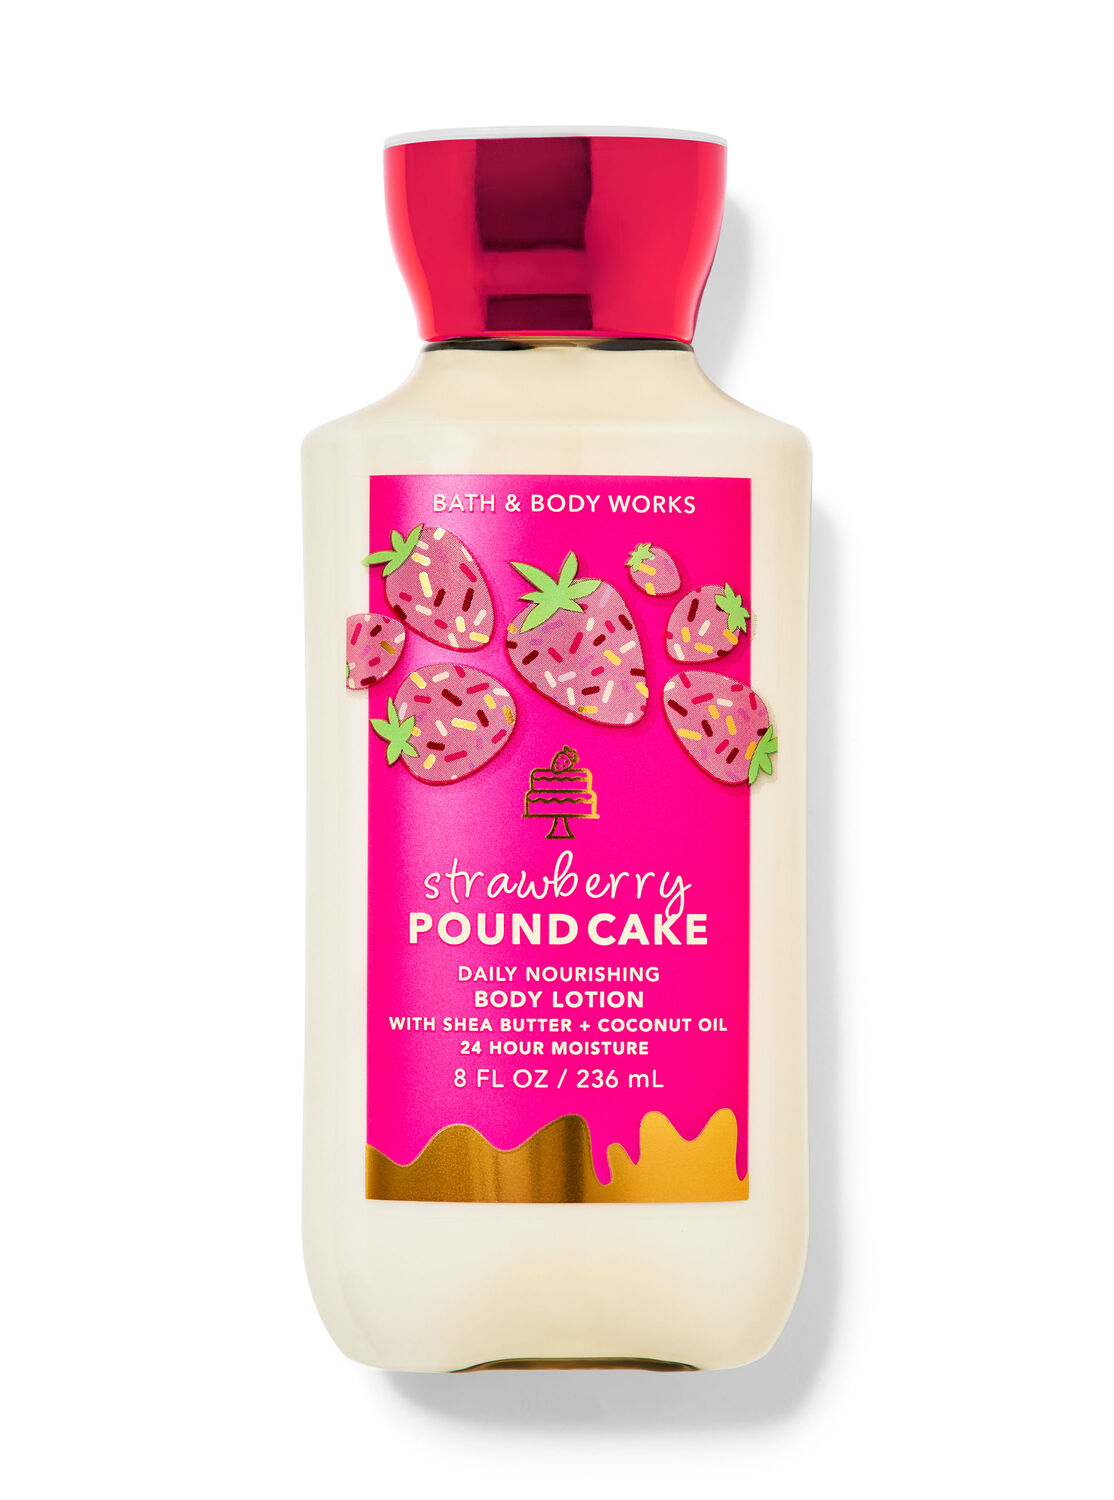 BATH & BODY WORKS
strawberry
POUND CAKE
DAILY NOURISHING
BODY LOTION
WITH SHEA BUTTER + COCONUT OIL
24 HOUR MOISTURE
8 FL OZ / 236 mL